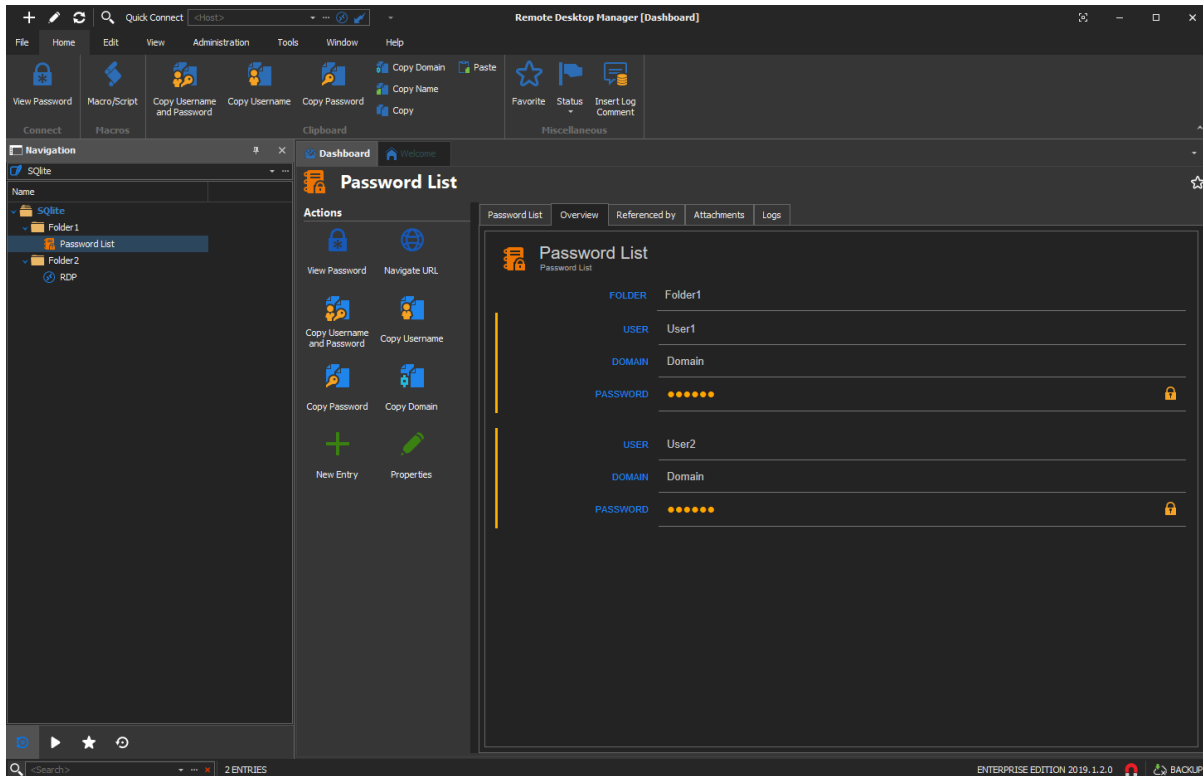 Quick Connect <Host>
Remote Desktop Manager [Dashboard]
File Home Edit View Administration Tools Window Help
View Password
Macro/Script
Copy Username
and Password
Copy Username
Copy Password
Copy Domain
Copy Name
Copy
Paste
Favorite
Status
Insert Log
Comment
Connect
Macros
Clipboard
Miscellaneous
Navigation
SQlite
Name
SQlite
Folder1
Password List
Folder2
RDP
Dashboard
Welcome
Password List
Actions
View Password
Navigate URL
Copy Username
and Password
Copy Username
Copy Password
Copy Domain
New Entry
Properties
Password List Overview Referenced by Attachments Logs
Password List
Password List
FOLDER Folder1
USER User1
DOMAIN Domain
PASSWORD ●●●●●●
USER User2
DOMAIN Domain
PASSWORD ●●●●●●
<Search>
2 ENTRIES
ENTERPRISE EDITION 2019.1.2.0
BACKUP